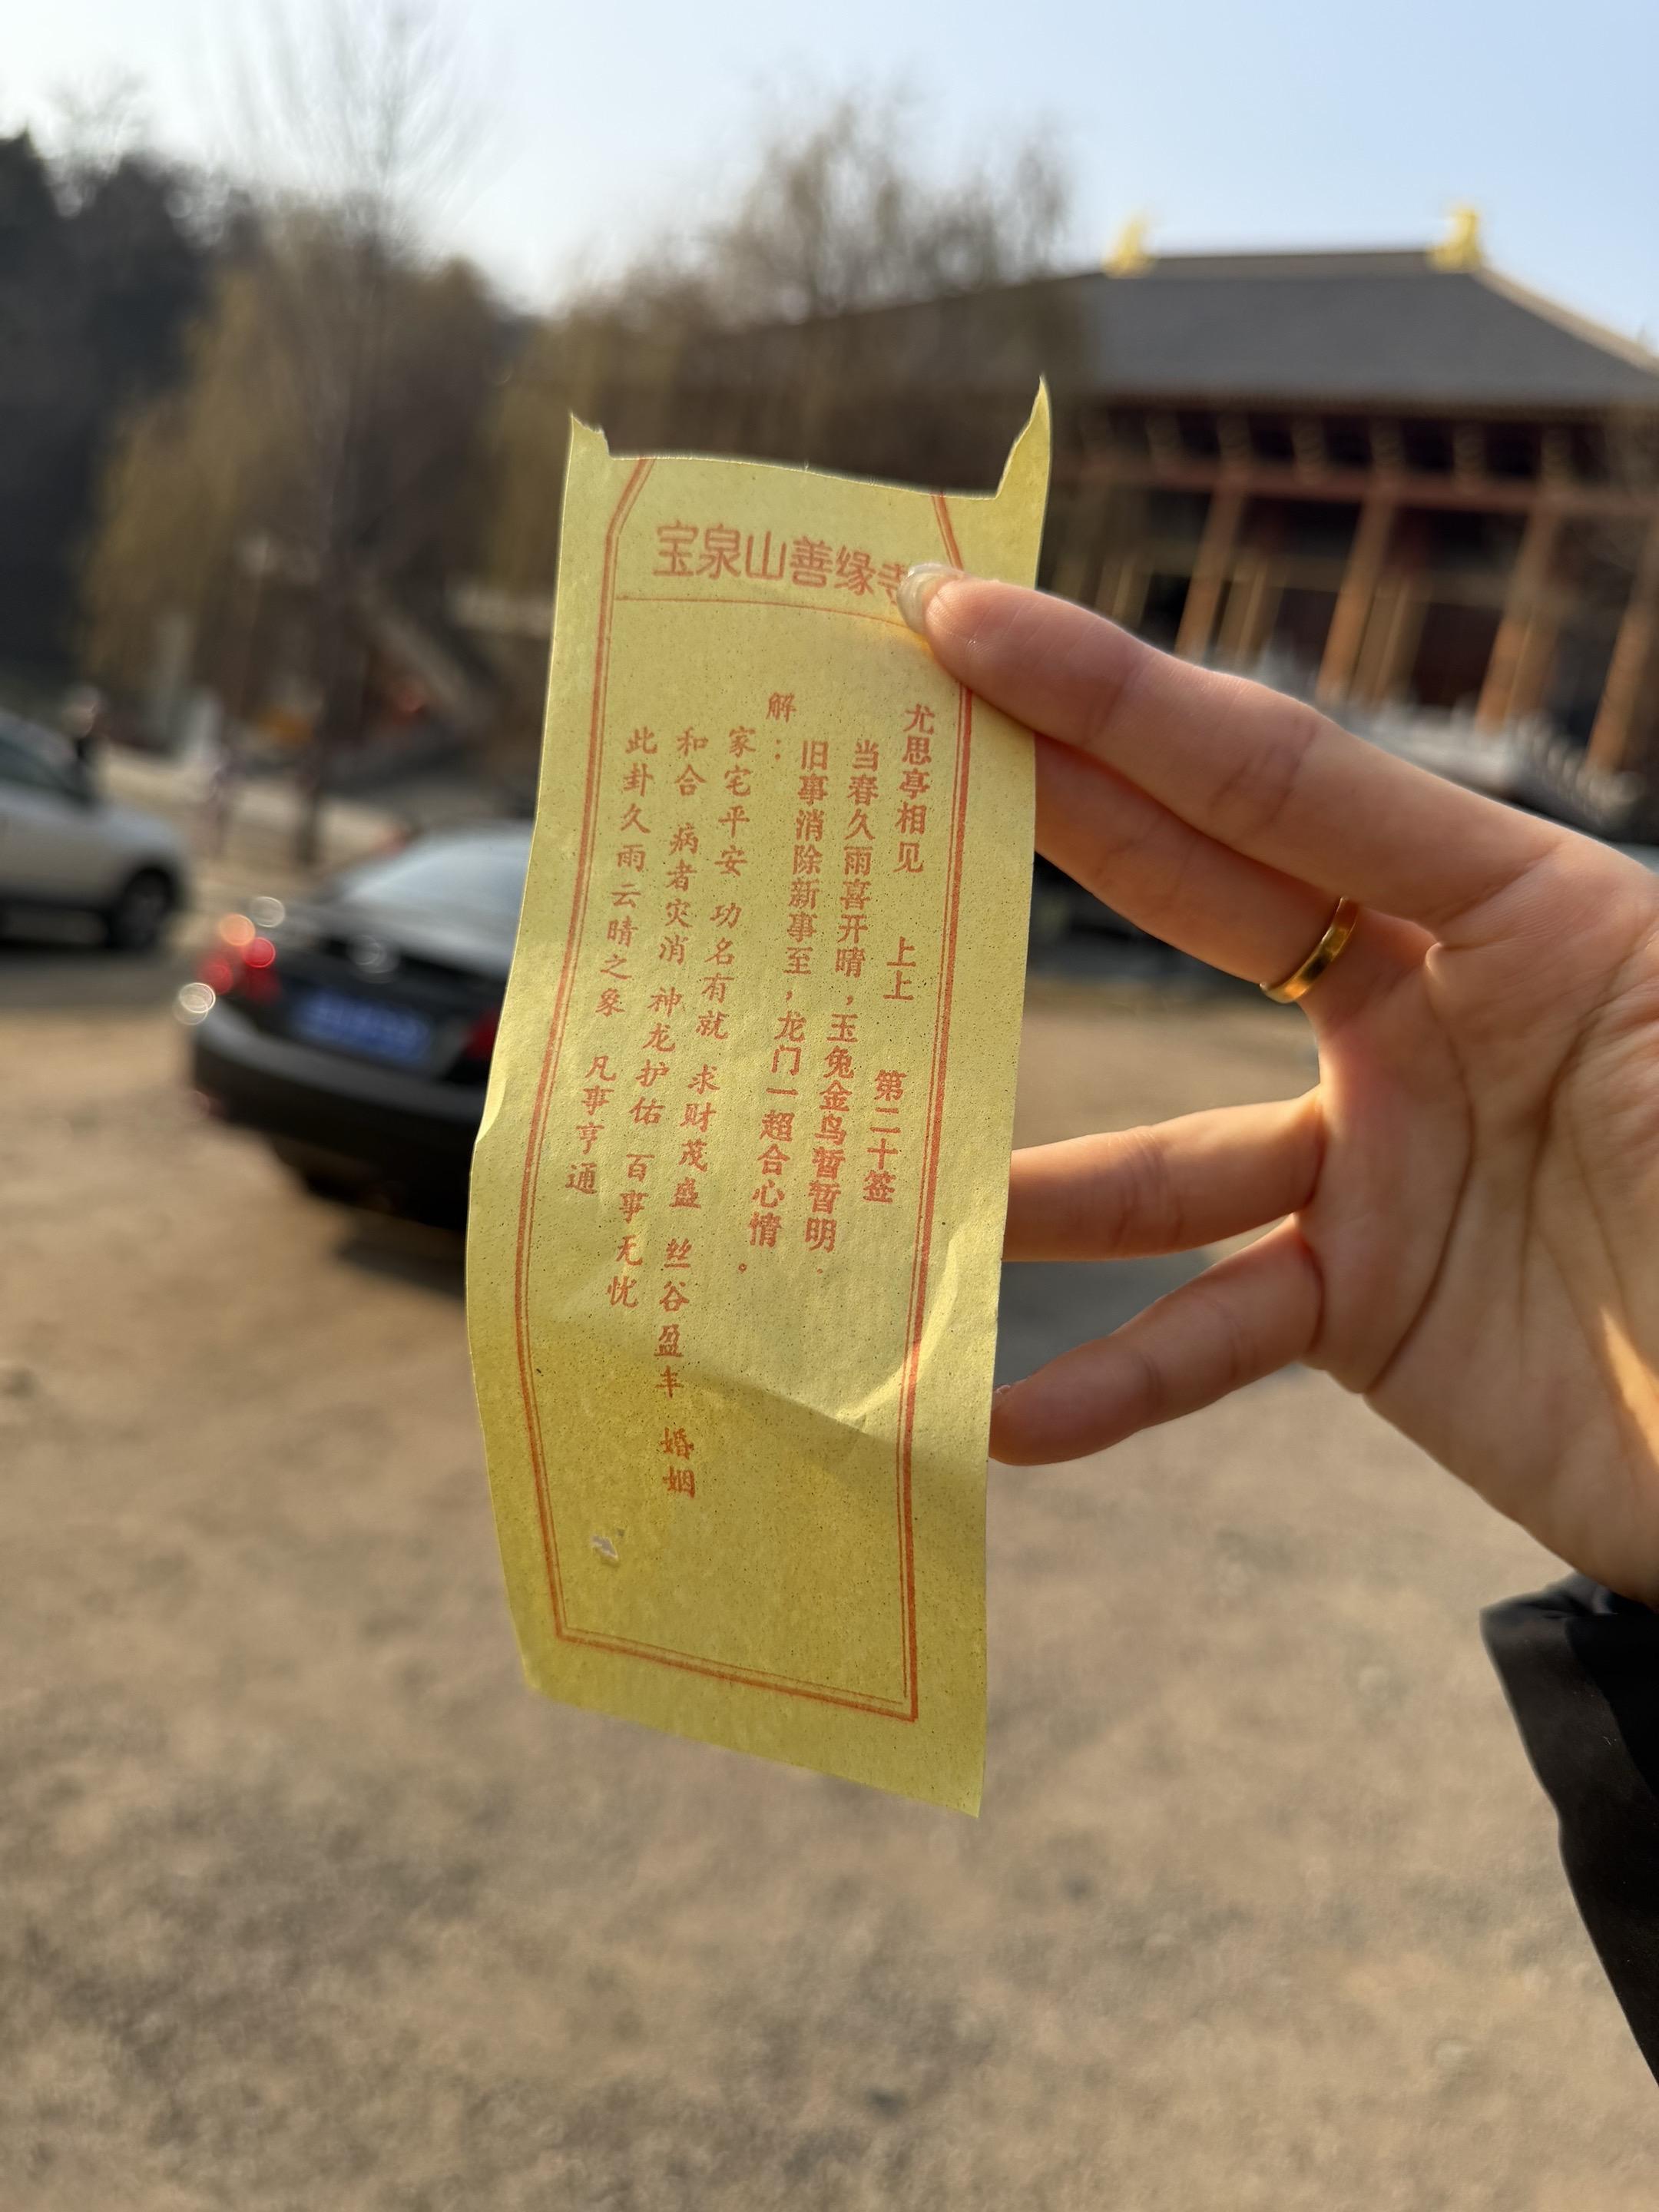 宝泉山善缘寺
尤思亭相见 上上 第二十签
当春久雨喜开晴，玉兔金鸟暂暂明.
旧事消除新事至，龙门一超合心情。
解：
家宅平安 功名有就 求财茂盛 丝谷盈丰 婚姻
和合 病者灾消 神龙护佑 百事无忧
此卦久雨云晴之象 凡事亨通